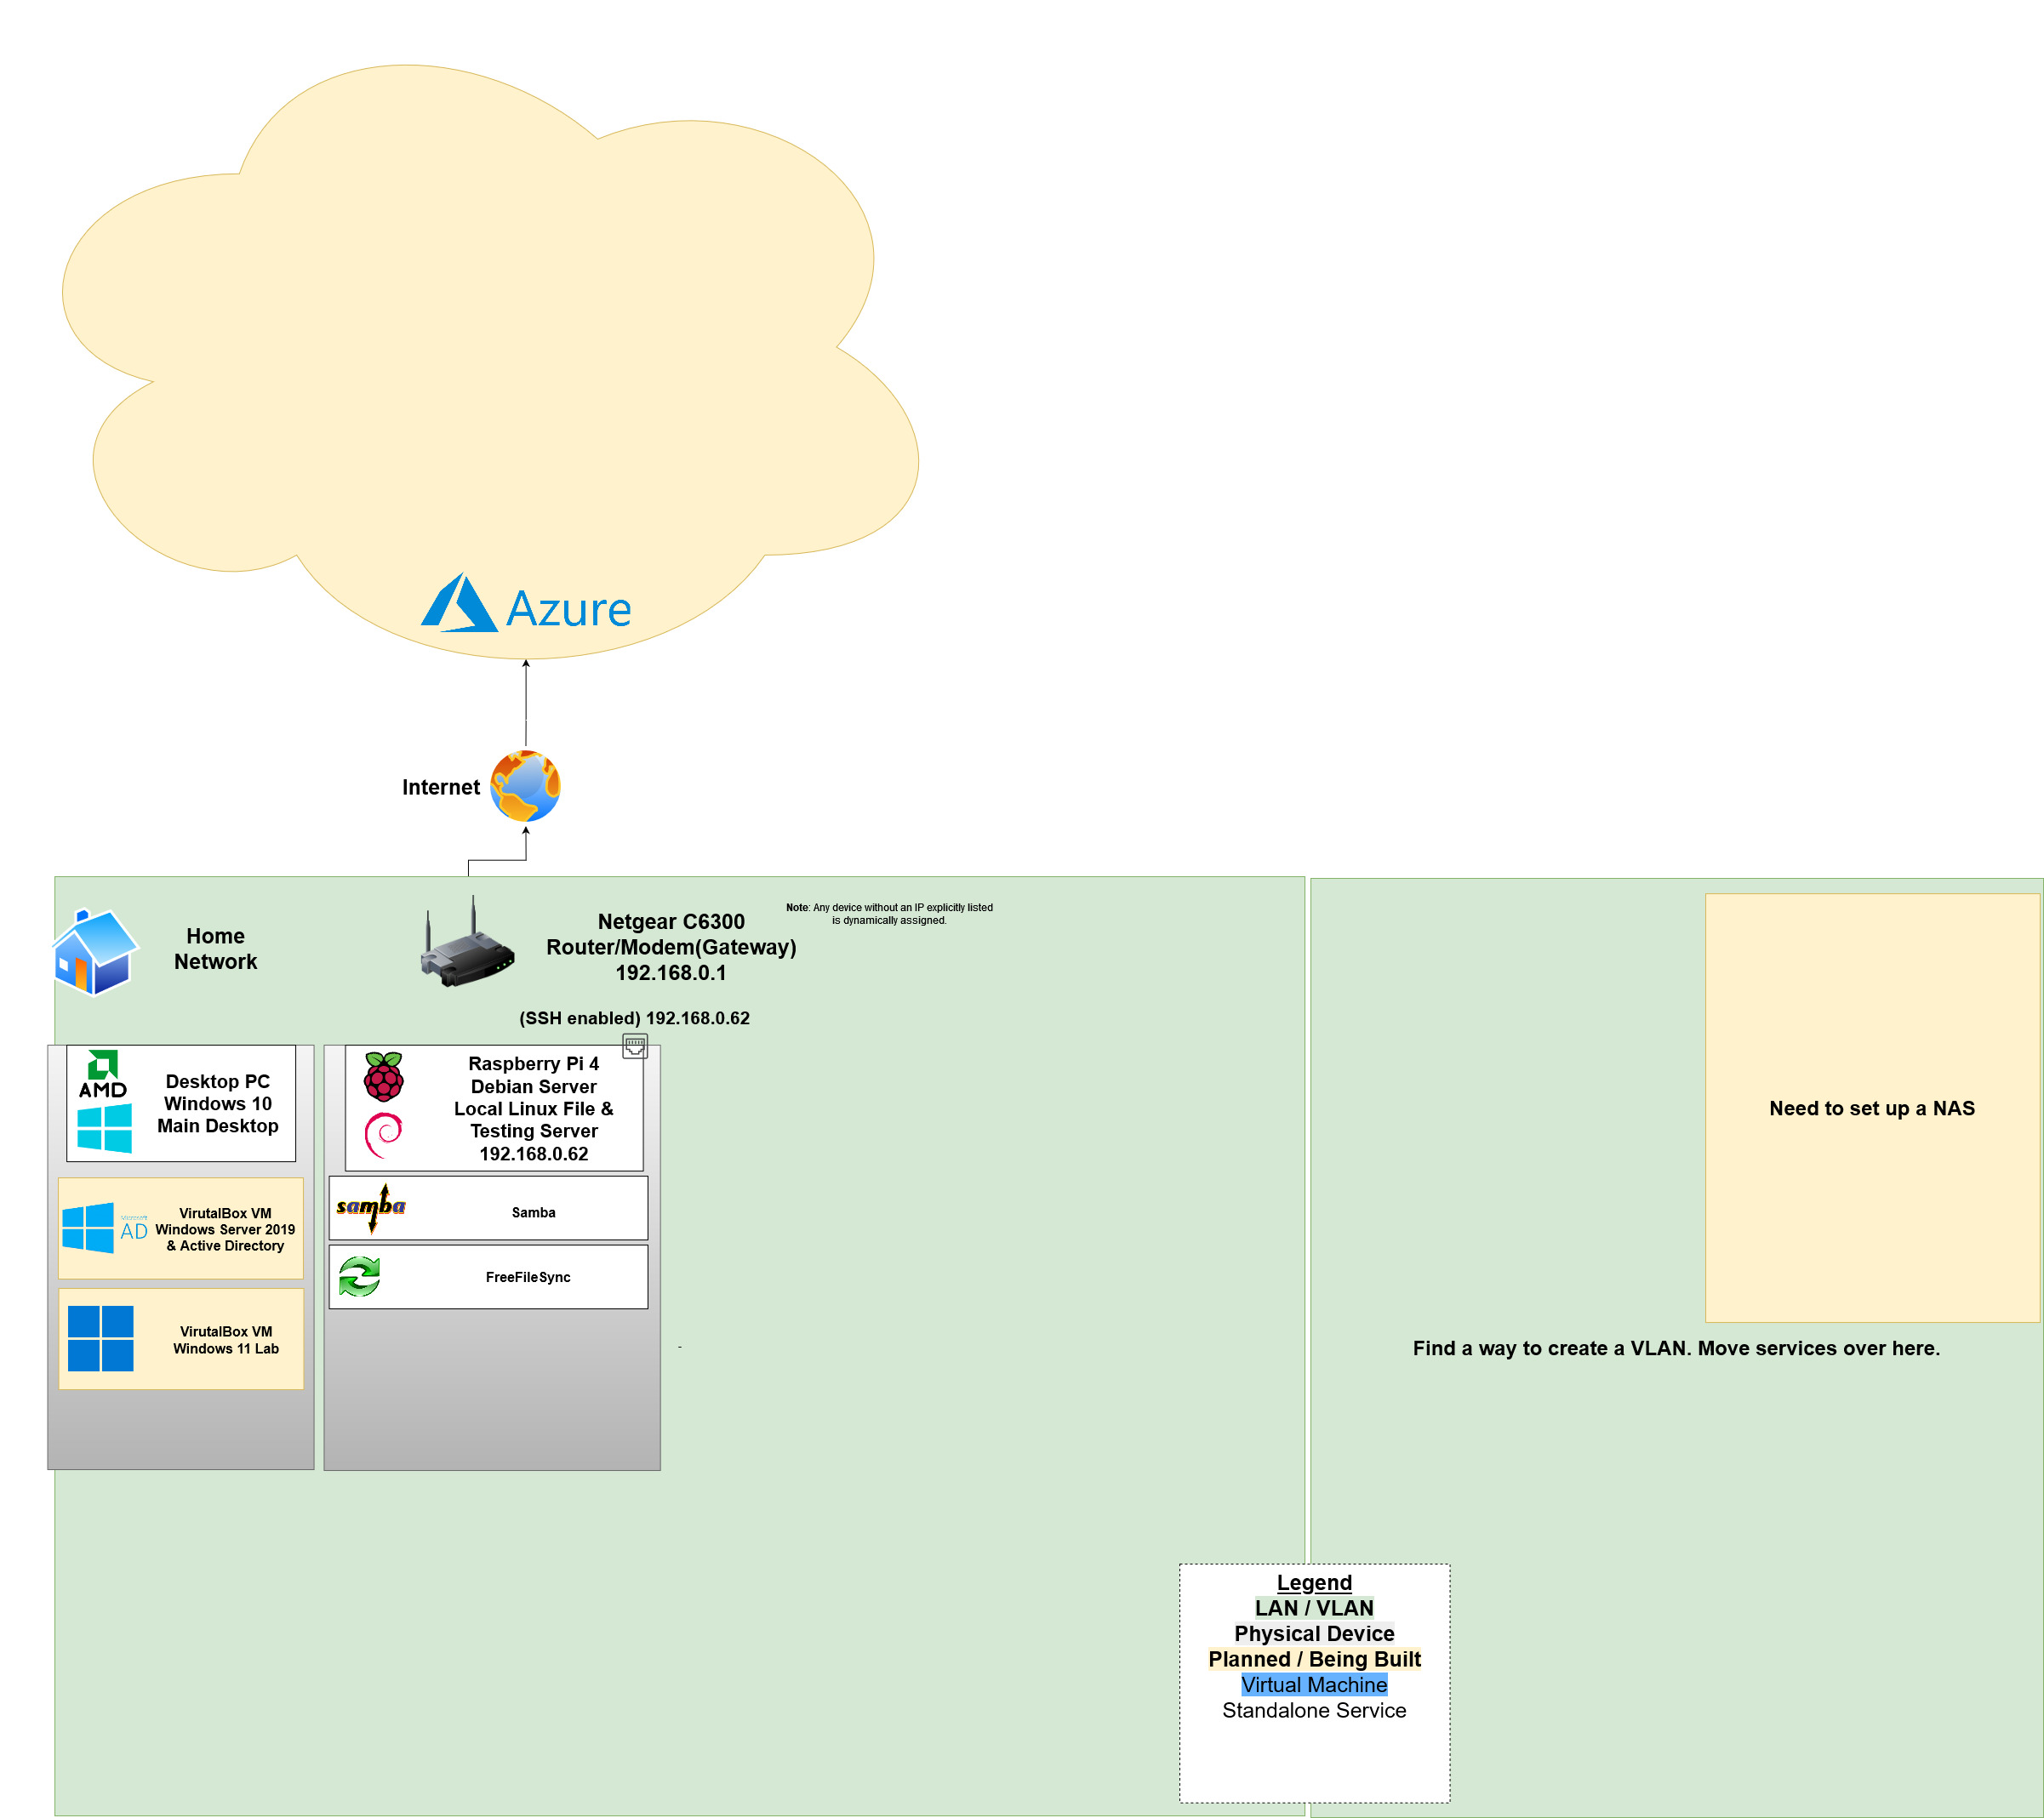 Azure
Internet
Home
Network
Netgear C6300
Router/Modem(Gateway)
192.168.0.1
Note: Any device without an IP explicitly listed
is dynamically assigned.
(SSH enabled) 192.168.0.62
AMD
Desktop PC
Windows 10
Main Desktop
Microsoft
AD
VirutalBox VM
Windows Server 2019
& Active Directory
VirutalBox VM
Windows 11 Lab
Raspberry Pi 4
Debian Server
Local Linux File &
Testing Server
192.168.0.62
samba
Samba
FreeFileSync
-
Need to set up a NAS
Find a way to create a VLAN. Move services over here.
Legend
LAN / VLAN
Physical Device
Planned / Being Built
Virtual Machine
Standalone Service